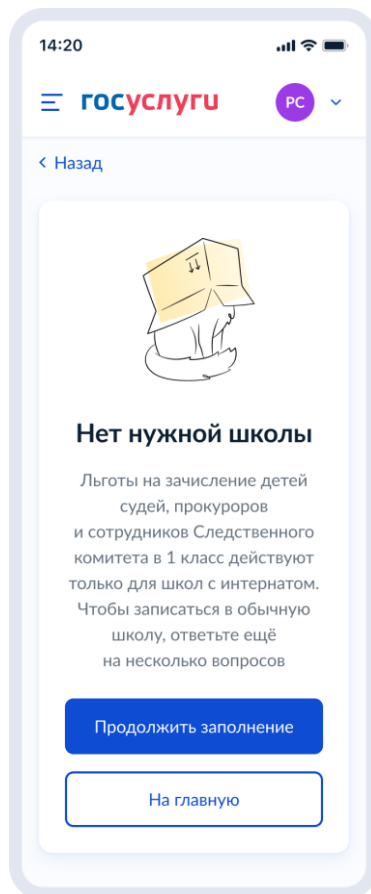 14:20
госуслуги
РС
Назад
Нет нужной школы
Льготы на зачисление детей
судей, прокуроров
и сотрудников Следственного
комитета в 1 класс действуют
только для школ с интернатом.
Чтобы записаться в обычную
школу, ответьте ещё
на несколько вопросов
Продолжить заполнение
На главную